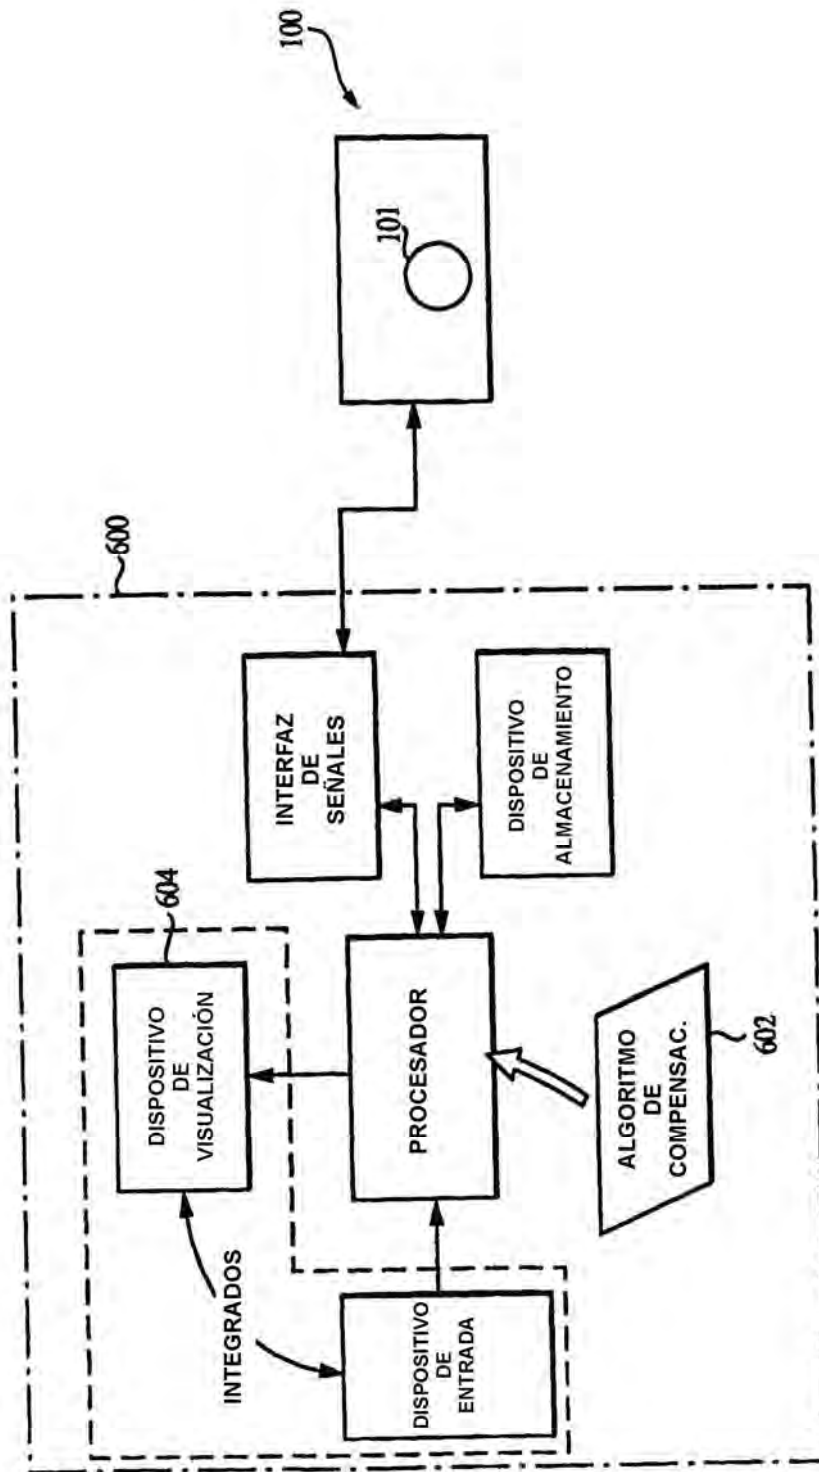 600
100
101
604
DISPOSITIVO
DE
VISUALIZACIÓN
INTEGRADOS
DISPOSITIVO
DE
ENTRADA
PROCESADOR
INTERFAZ
DE
SEÑALES
DISPOSITIVO
DE
ALMACENAMIENTO
ALGORITMO
DE
COMPENSAC.
602